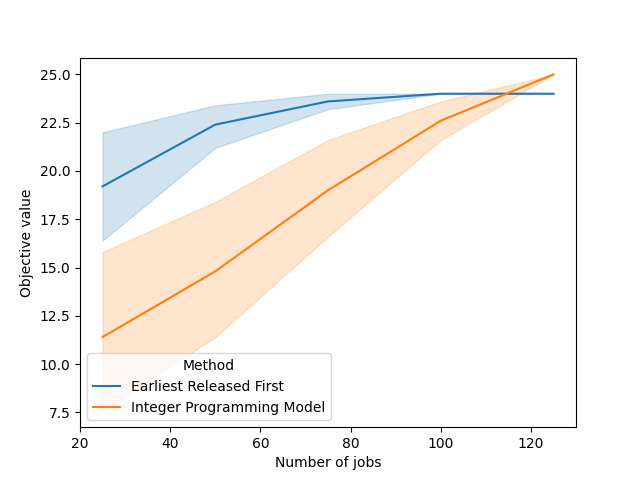 25.0
22.5
20.0
17.5
15.0
12.5
10.0
7.5
Objective value
Method
Earliest Released First
Integer Programming Model
20 40 60 80 100 120
Number of jobs